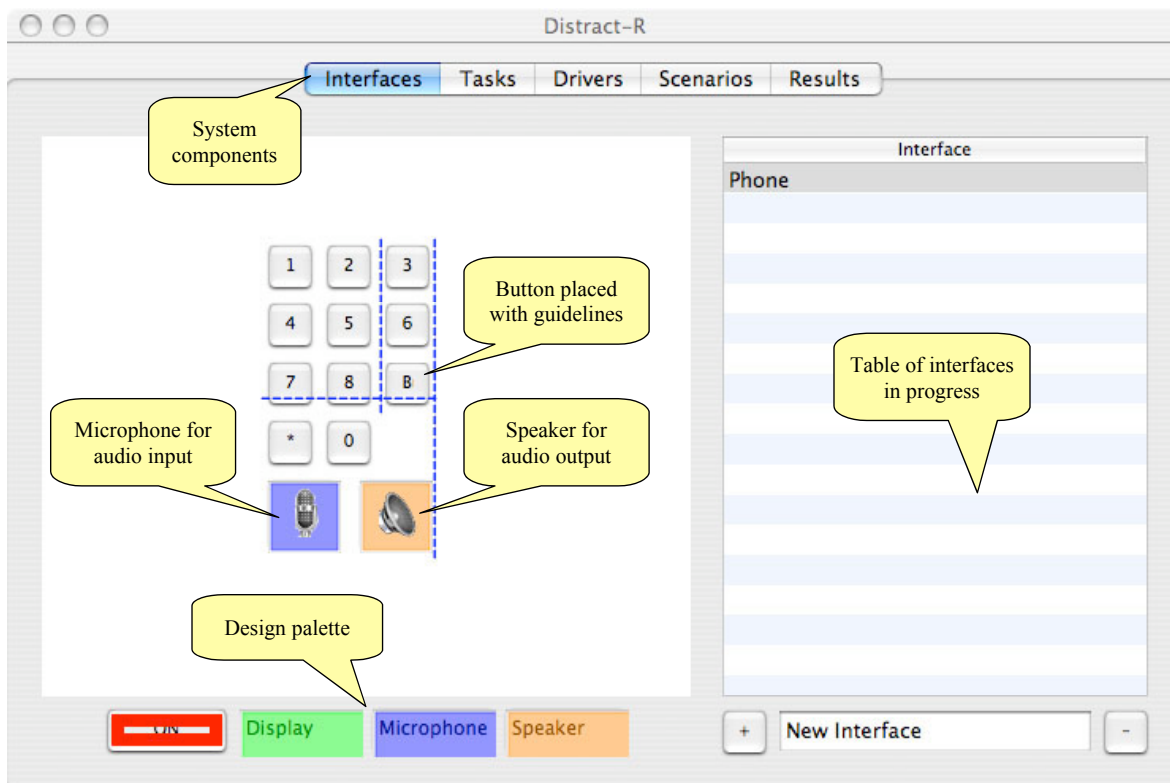 Distract-R
Interfaces Tasks Drivers Scenarios Results
System
components
Interface
Phone
1 2 3
Button placed
with guidelines
4 5 6
Table of interfaces
in progress
7 8 B
Microphone for
audio input
* 0
Speaker for
audio output
Design palette
Display Microphone Speaker
+ New Interface -